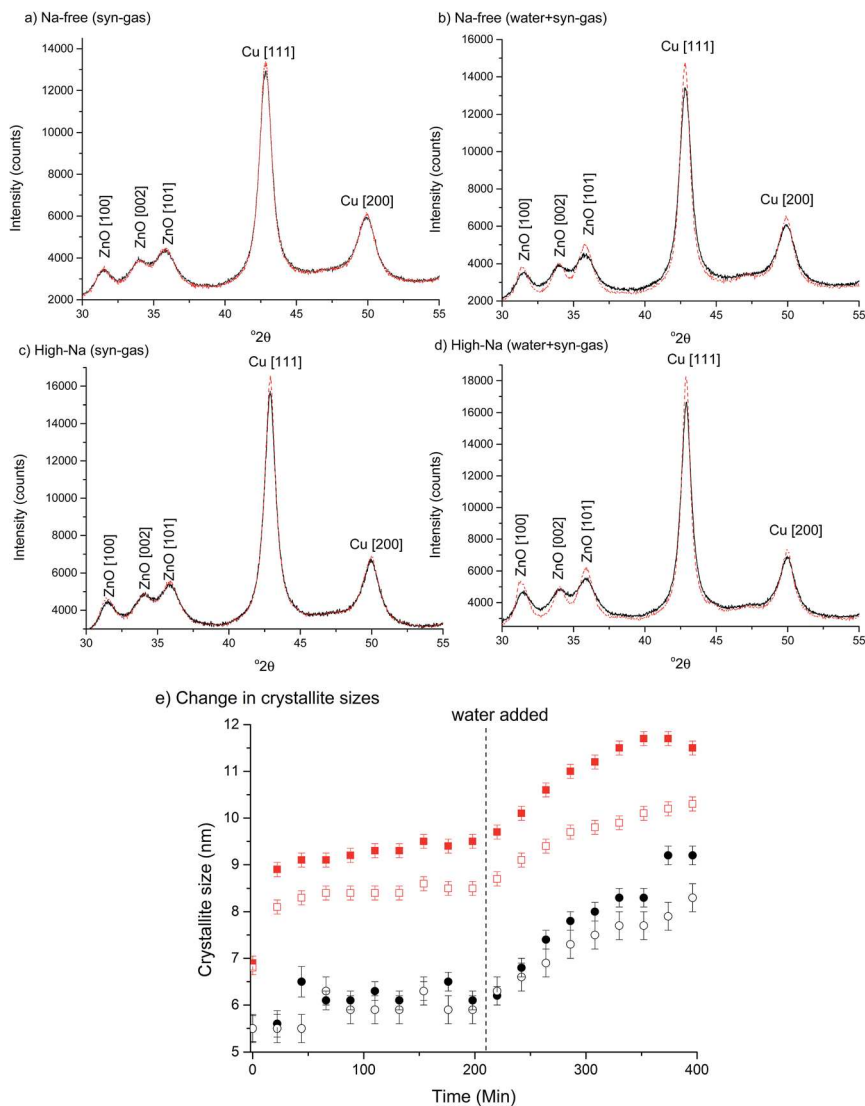 a) Na-free (syn-gas)
14000
12000
10000
8000
6000
4000
2000
Intensity (counts)
ZnO [100]
ZnO [002]
ZnO [101]
Cu [111]
Cu [200]
30 35 40 45 50 55
°2θ
b) Na-free (water+syn-gas)
16000
14000
12000
10000
8000
6000
4000
2000
Intensity (counts)
ZnO [100]
ZnO [002]
ZnO [101]
Cu [111]
Cu [200]
30 35 40 45 50 55
°2θ
c) High-Na (syn-gas)
16000
14000
12000
10000
8000
6000
4000
Intensity (counts)
ZnO [100]
ZnO [002]
ZnO [101]
Cu [111]
Cu [200]
30 35 40 45 50 55
°2θ
d) High-Na (water+syn-gas)
18000
16000
14000
12000
10000
8000
6000
4000
Intensity (counts)
ZnO [100]
ZnO [002]
ZnO [101]
Cu [111]
Cu [200]
30 35 40 45 50 55
°2θ
e) Change in crystallite sizes
water added
12
11
10
9
8
7
6
5
Crystallite size (nm)
0 100 200 300 400
Time (Min)